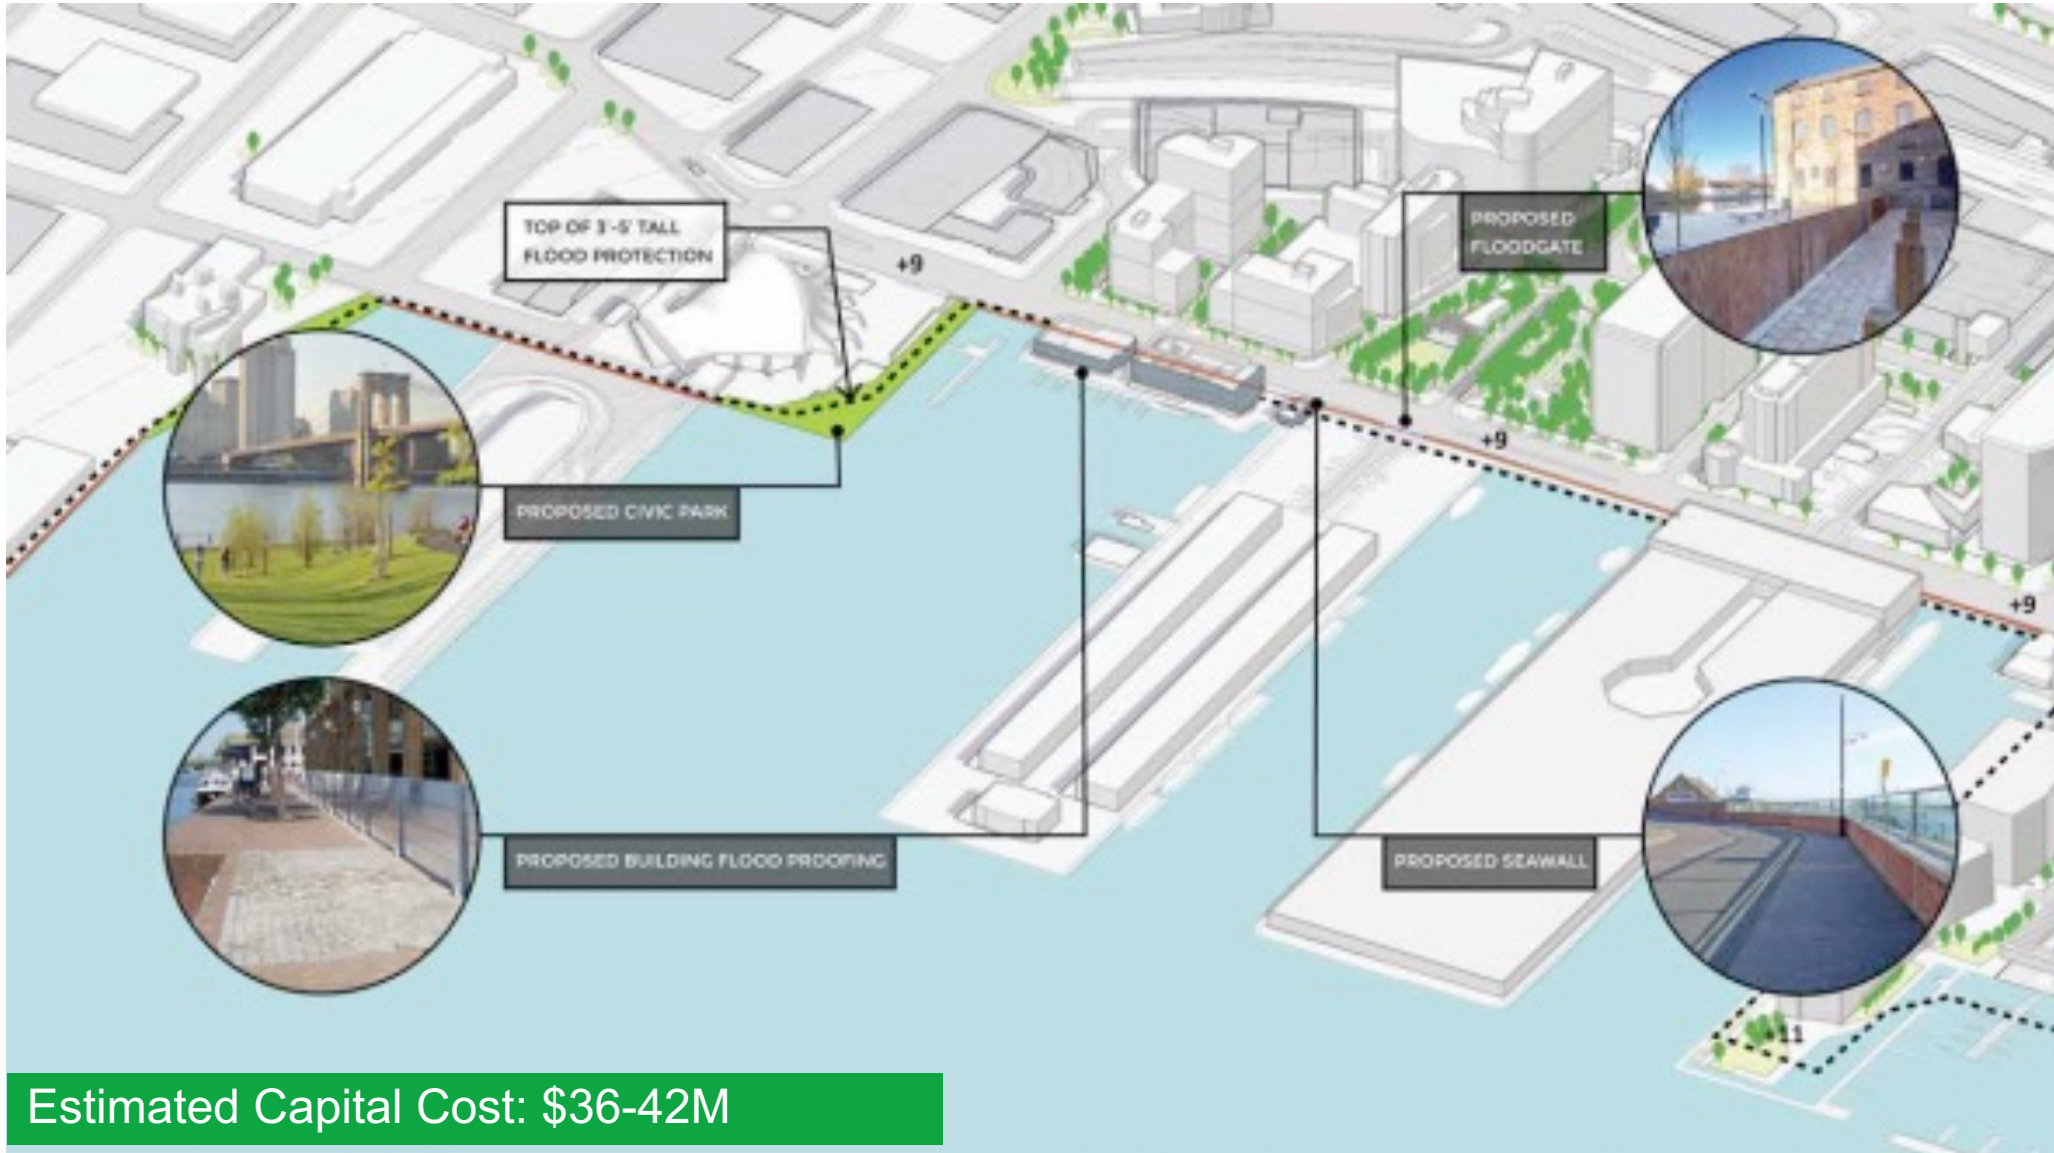 TOP OF 3'-5' TALL
FLOOD PROTECTION
+9
PROPOSED
FLOODGATE
+9
PROPOSED CIVIC PARK
+9
PROPOSED BUILDING FLOOD PROOFING
PROPOSED SEAWALL
Estimated Capital Cost: $36-42M